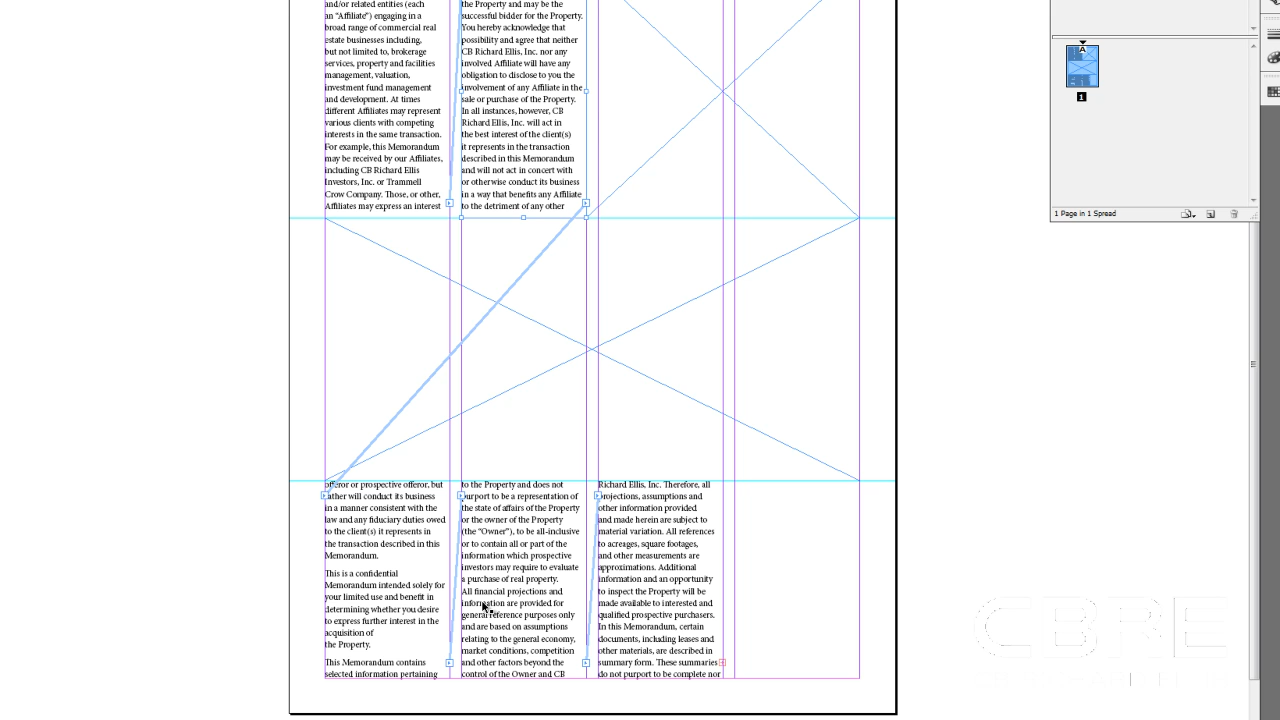 and/or related entities (each
an “Affiliate”) engaging in a
broad range of commercial real
estate businesses including,
but not limited to, brokerage
services, property and facilities
management, valuation,
investment fund management
and development. At times
different Affiliates may represent
various clients with competing
interests in the same transaction.
For example, this Memorandum
may be received by our Affiliates,
including CB Richard Ellis
Investors, Inc. or Trammell
Crow Company. Those, or other,
Affiliates may express an interest
the Property and may be the
successful bidder for the Property.
You hereby acknowledge that
possibility and agree that neither
CB Richard Ellis, Inc. nor any
involved Affiliate will have any
obligation to disclose to you the
involvement of any Affiliate in the
sale or purchase of the Property.
In all instances, however, CB
Richard Ellis, Inc. will act in
the best interest of the client(s)
it represents in the transaction
described in this Memorandum
and will not act in concert with
or otherwise conduct its business
in a way that benefits any Affiliate
to the detriment of any other
offeror or prospective offeror, but
rather will conduct its business
in a manner consistent with the
law and any fiduciary duties owed
to the client(s) it represents in
the transaction described in this
Memorandum.
This is a confidential
Memorandum intended solely for
your limited use and benefit in
determining whether you desire
to express further interest in the
acquisition of
the Property.
This Memorandum contains
selected information pertaining
to the Property and does not
purport to be a representation of
the state of affairs of the Property
or the owner of the Property
(the “Owner”), to be all-inclusive
or to contain all or part of the
information which prospective
investors may require to evaluate
a purchase of real property.
All financial projections and
information are provided for
general reference purposes only
and are based on assumptions
relating to the general economy,
market conditions, competition
and other factors beyond the
control of the Owner and CB
Richard Ellis, Inc. Therefore, all
projections, assumptions and
other information provided
and made herein are subject to
material variation. All references
to acreages, square footages,
and other measurements are
approximations. Additional
information and an opportunity
to inspect the Property will be
made available to interested and
qualified prospective purchasers.
In this Memorandum, certain
documents, including leases and
other materials, are described in
summary form. These summaries
do not purport to be complete nor
A
1
1 Page in 1 Spread
CBRE